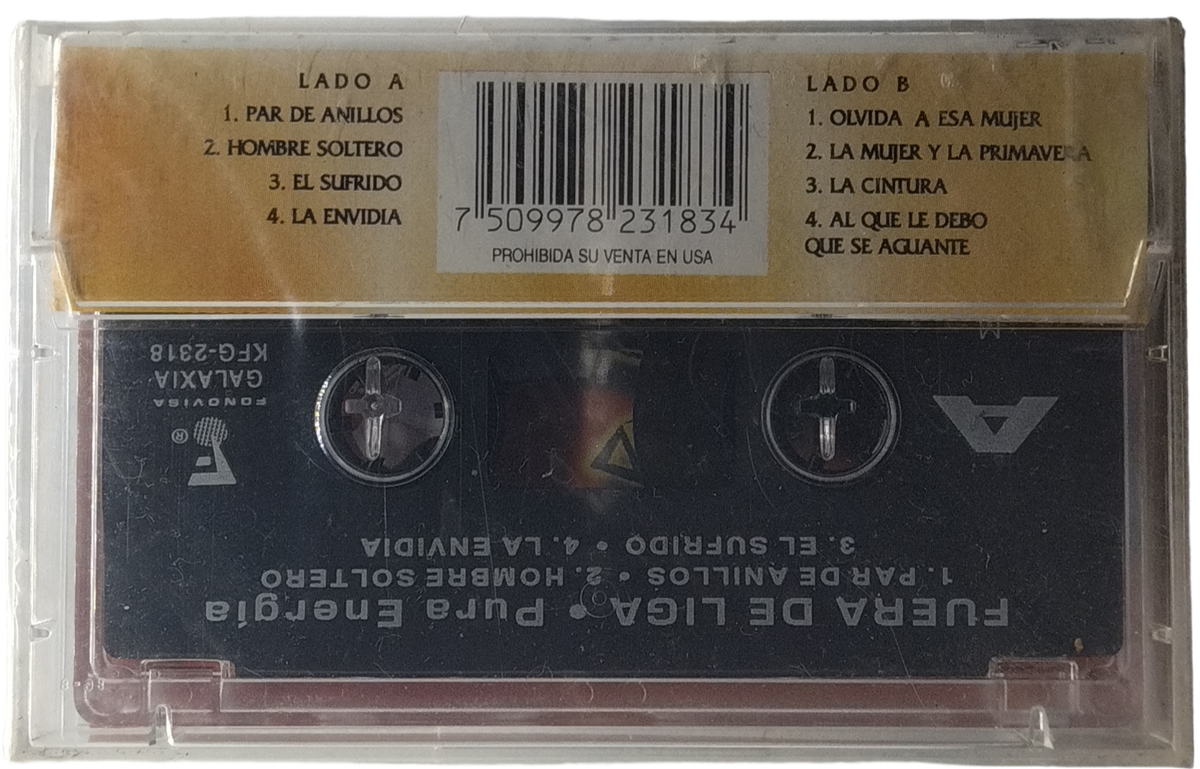 LADO A
1. PAR DE ANILLOS
2. HOMBRE SOLTERO
3. EL SUFRIDO
4. LA ENVIDIA
7 509978 231834
PROHIBIDA SU VENTA EN USA
LADO B
1. OLVIDA A ESA MUJER
2. LA MUJER Y LA PRIMAVERA
3. LA CINTURA
4. AL QUE LE DEBO
QUE SE AGUANTE
FUERA DE LIGA • Pura Energía
1. PAR DE ANILLOS • 2. HOMBRE SOLTERO
3. EL SUFRIDO • 4. LA ENVIDIA
A
F®
FONOVISA
GALAXIA
KFG-2318